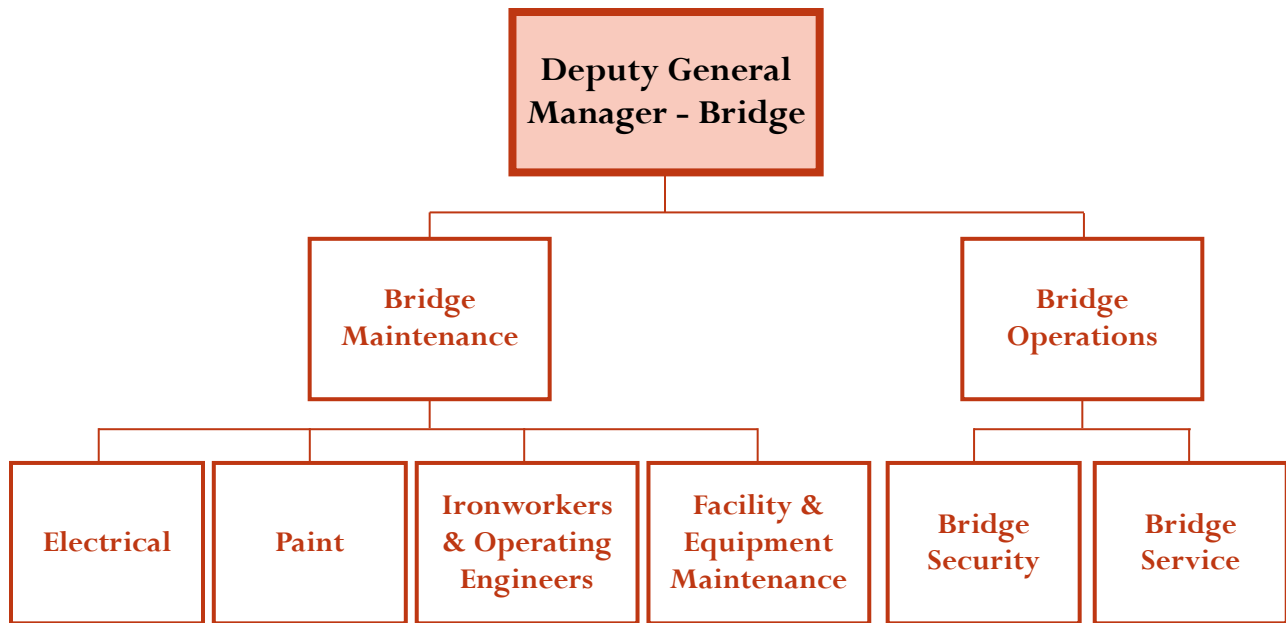 Deputy General
Manager - Bridge
Bridge
Maintenance
Bridge
Operations
Electrical
Paint
Ironworkers
& Operating
Engineers
Facility &
Equipment
Maintenance
Bridge
Security
Bridge
Service